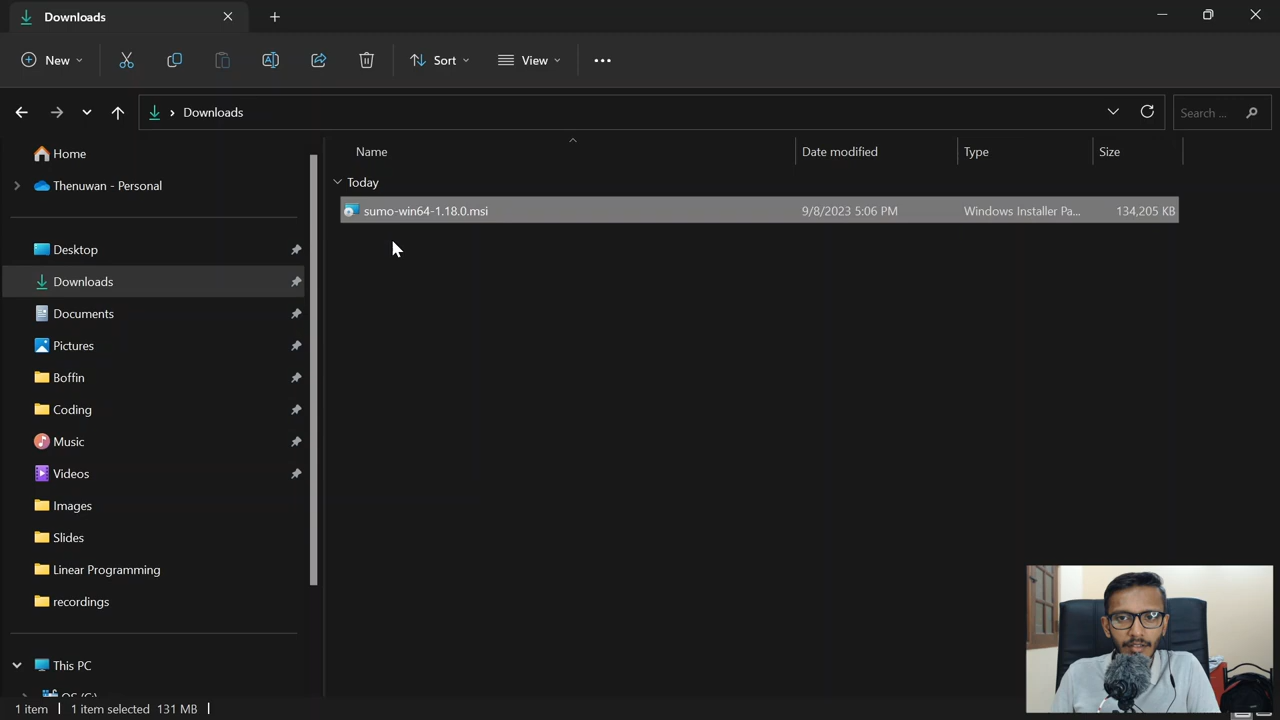 Downloads
New
Sort
View
Downloads
Search ...
Home
Thenuwan - Personal
Desktop
Downloads
Documents
Pictures
Boffin
Coding
Music
Videos
Images
Slides
Linear Programming
recordings
This PC
Name
Date modified
Type
Size
Today
sumo-win64-1.18.0.msi
9/8/2023 5:06 PM
Windows Installer Pa...
134,205 KB
1 item
1 item selected 131 MB